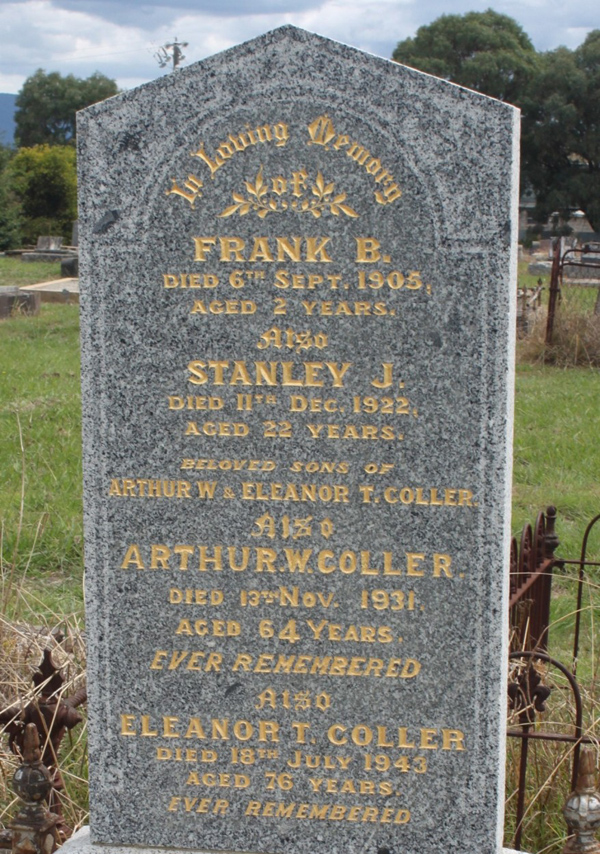 In Loving Memory
of
FRANK B.
DIED 6TH SEPT. 1905,
AGED 2 YEARS.
Also
STANLEY J.
DIED 11TH DEC. 1922,
AGED 22 YEARS.
BELOVED SONS OF
ARTHUR W & ELEANOR T. COLLER.
Also
ARTHUR.W.COLLER.
DIED 13TH NOV. 1931,
AGED 64 YEARS.
EVER REMEMBERED
Also
ELEANOR T. COLLER
DIED 18TH JULY 1943
AGED 76 YEARS.
EVER REMEMBERED